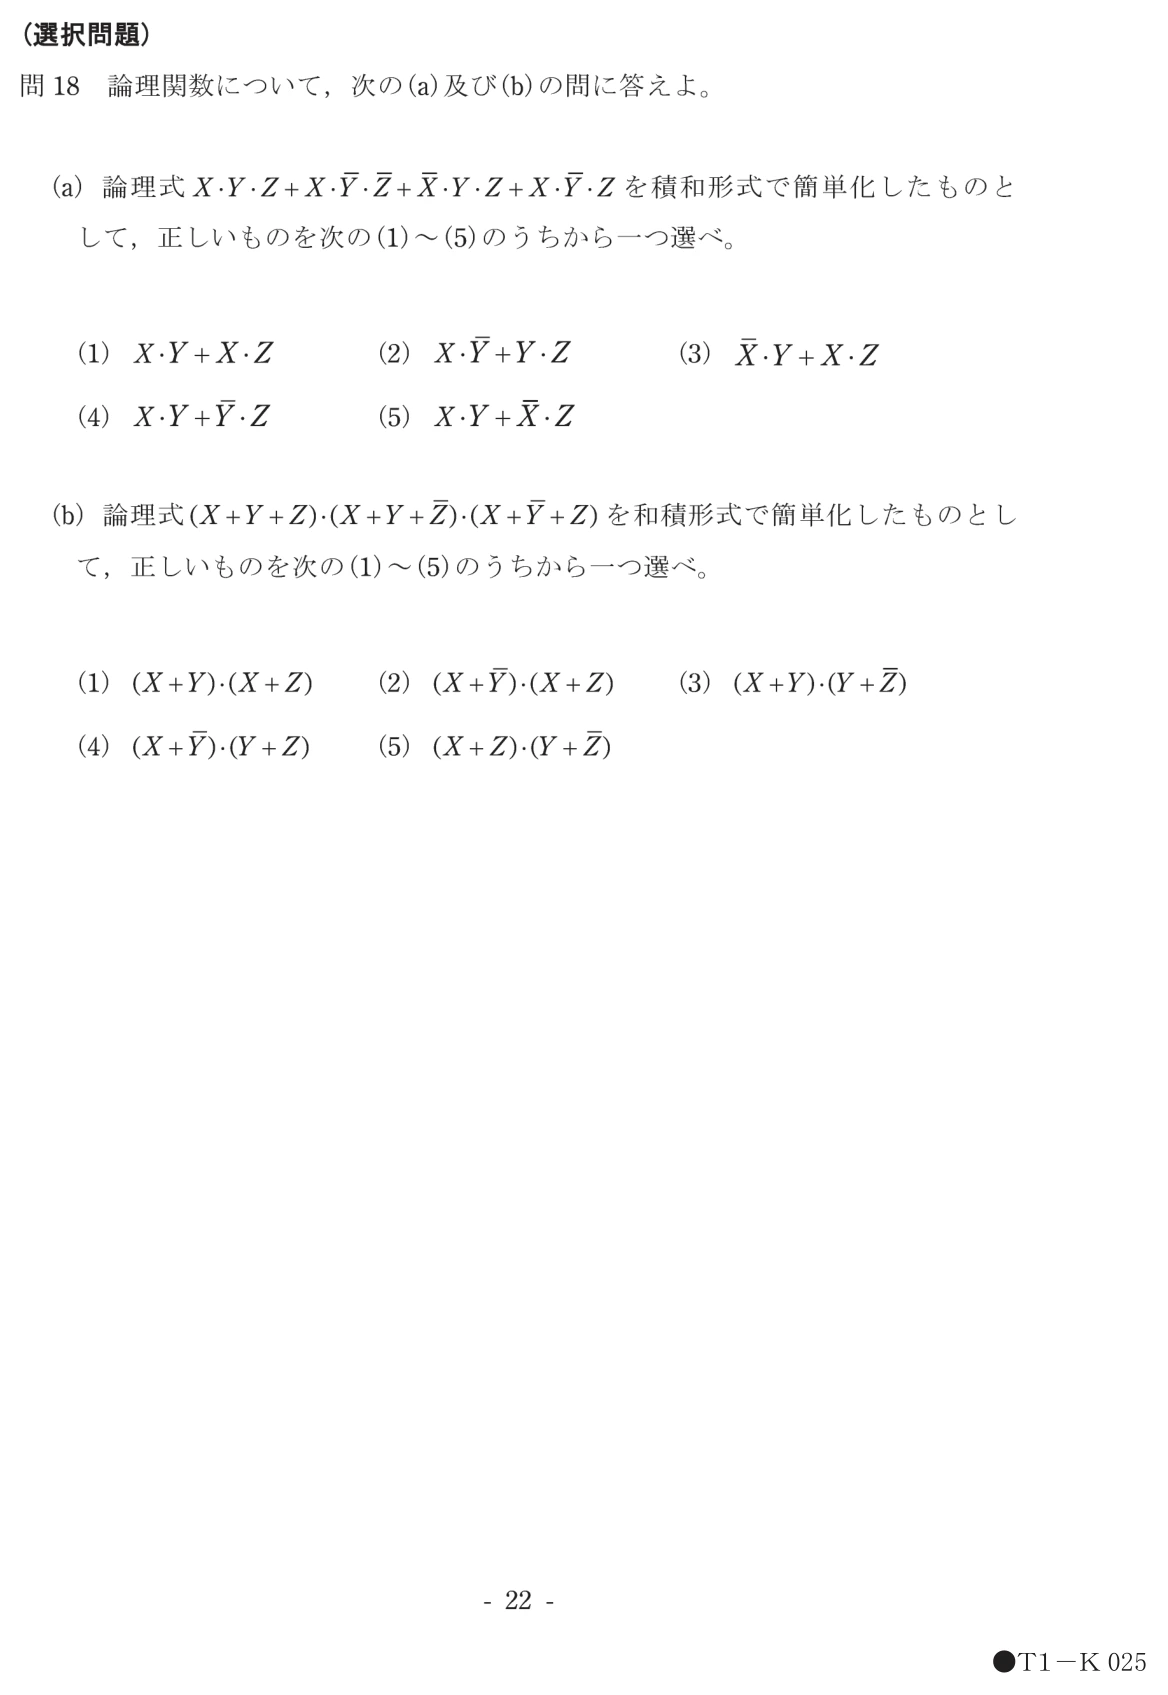 （選択問題）
問 18　論理関数について，次の(a)及び(b)の問に答えよ。
(a) 論理式 X·Y·Z + X·Y̅·Z̅ + X̅·Y·Z + X·Y̅·Z を積和形式で簡単化したものと
して，正しいものを次の(1)～(5)のうちから一つ選べ。
(1) X·Y + X·Z　(2) X·Y̅ + Y·Z　(3) X̅·Y + X·Z
(4) X·Y + Y̅·Z　(5) X·Y + X̅·Z
(b) 論理式(X+Y+Z)·(X+Y+Z̅)·(X+Y̅+Z) を和積形式で簡単化したものとし
て，正しいものを次の(1)～(5)のうちから一つ選べ。
(1) (X+Y)·(X+Z)　(2) (X+Y̅)·(X+Z)　(3) (X+Y)·(Y+Z̅)
(4) (X+Y̅)·(Y+Z)　(5) (X+Z)·(Y+Z̅)
- 22 -
●T1－K 025